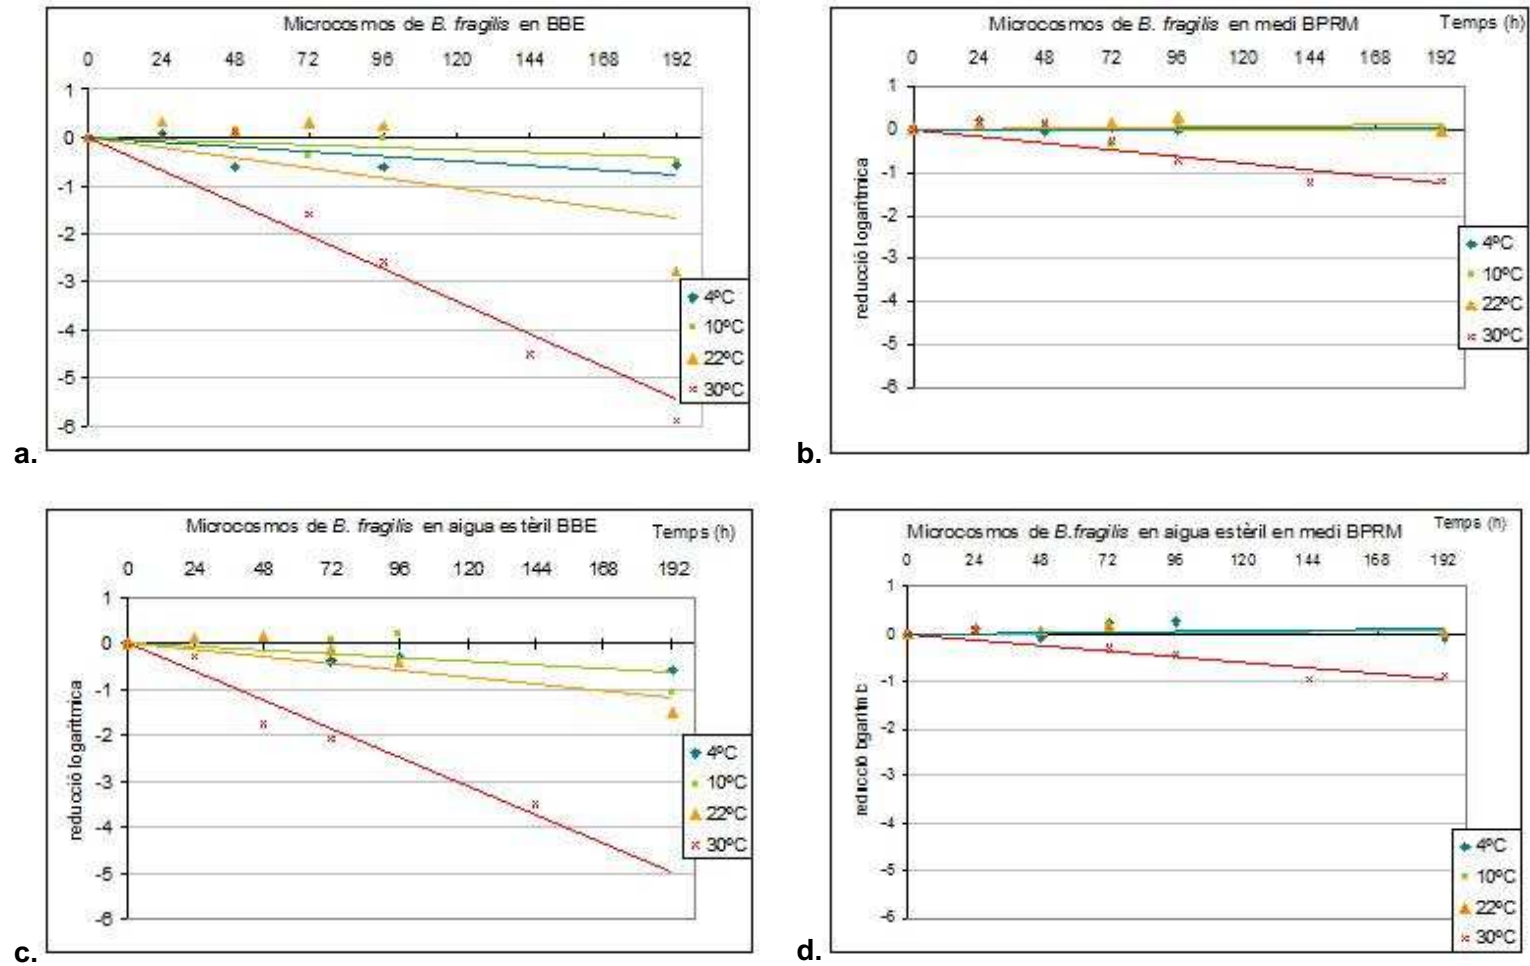 Microcosmos de B. fragilis en BBE
0 24 48 72 96 120 144 168 192
1
0
-1
-2
-3
-4
-5
-6
4ºC
10ºC
22ºC
30ºC
a.
Microcosmos de B. fragilis en medi BPRM
Temps (h)
0 24 48 72 96 120 144 168 192
1
0
-1
-2
-3
-4
-5
-6
reducció logarítmica
4ºC
10ºC
22ºC
30ºC
b.
Microcosmos de B. fragilis en aigua estèril BBE
Temps (h)
0 24 48 72 96 120 144 168 192
1
0
-1
-2
-3
-4
-5
-6
reducció logarítmica
4ºC
10ºC
22ºC
30ºC
c.
Microcosmos de B.fragilis en aigua estèril en medi BPRM
Temps (h)
0 24 48 72 96 120 144 168 192
1
0
-1
-2
-3
-4
-5
-6
reducció
4ºC
10ºC
22ºC
30ºC
d.